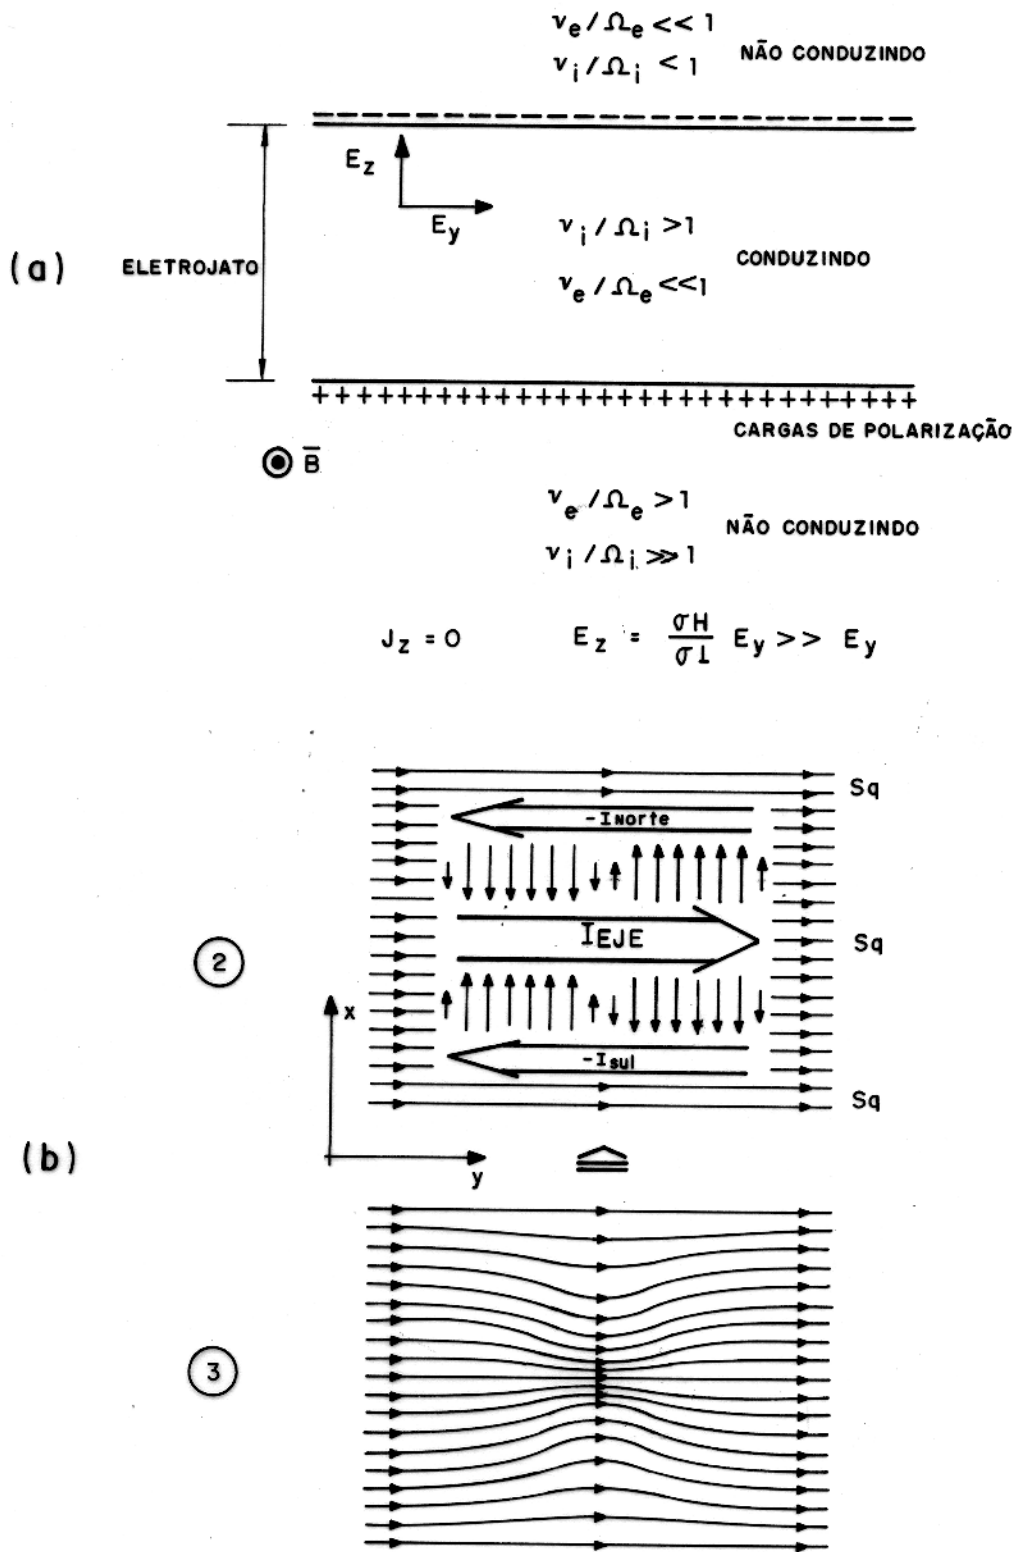 νe/Ωe << 1
νi/Ωi < 1
NÃO CONDUZINDO
Ez
Ey
(a)
ELETROJATO
νi/Ωi > 1
CONDUZINDO
νe/Ωe << 1
+ + + + + + + + + + + + + + + + + + + + + + + + +
CARGAS DE POLARIZAÇÃO
B̅
νe/Ωe > 1
NÃO CONDUZINDO
νi/Ωi >> 1
Jz = 0
Ez = σH/σ⊥ Ey >> Ey
Sq
-I Norte
2
IEJE
Sq
x
-I sul
Sq
(b)
y
3